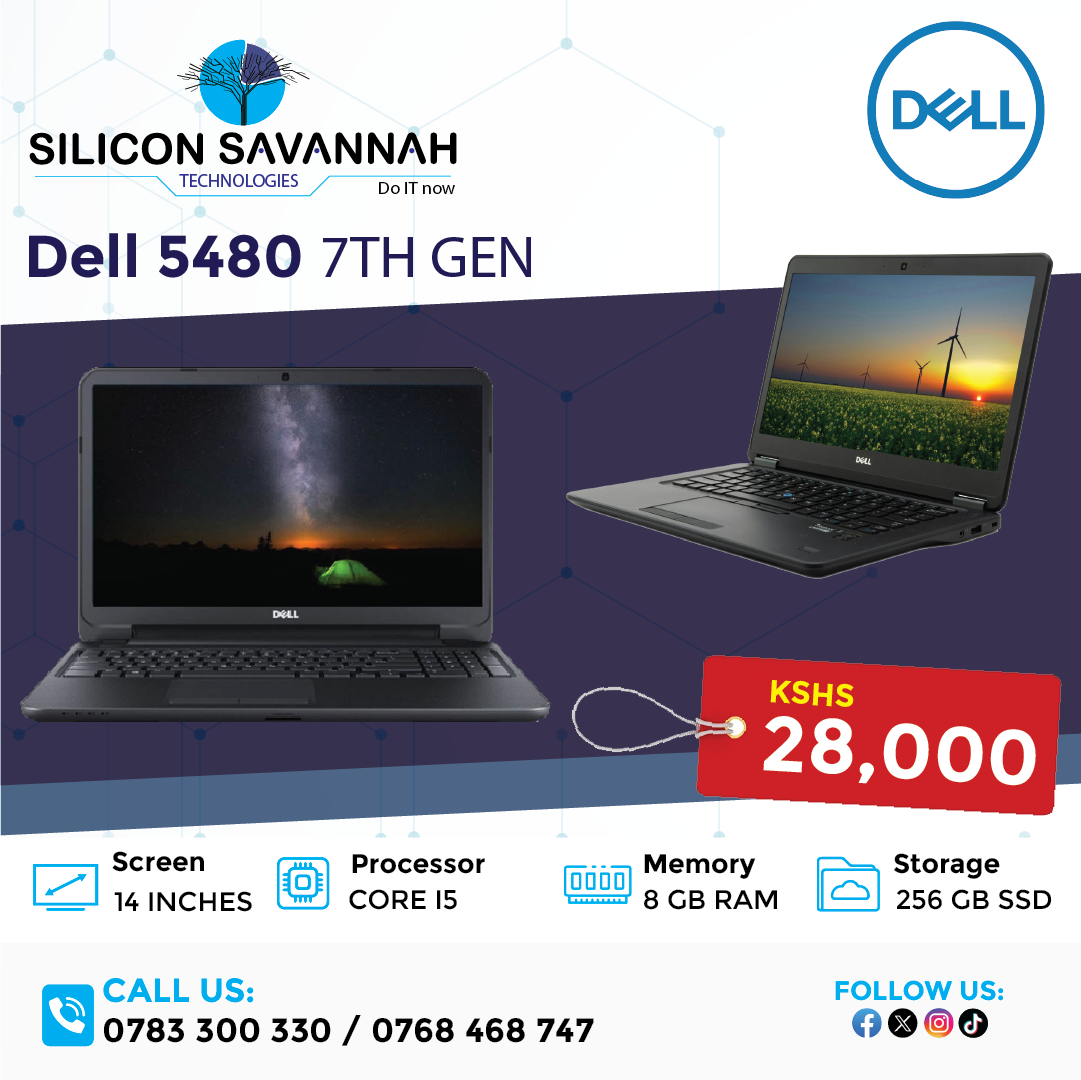 SILICON SAVANNAH
TECHNOLOGIES
Do IT now
DELL
Dell 5480 7TH GEN
DELL
DELL
KSHS
28,000
Screen
14 INCHES
Processor
CORE I5
Memory
8 GB RAM
Storage
256 GB SSD
CALL US:
0783 300 330 / 0768 468 747
FOLLOW US: